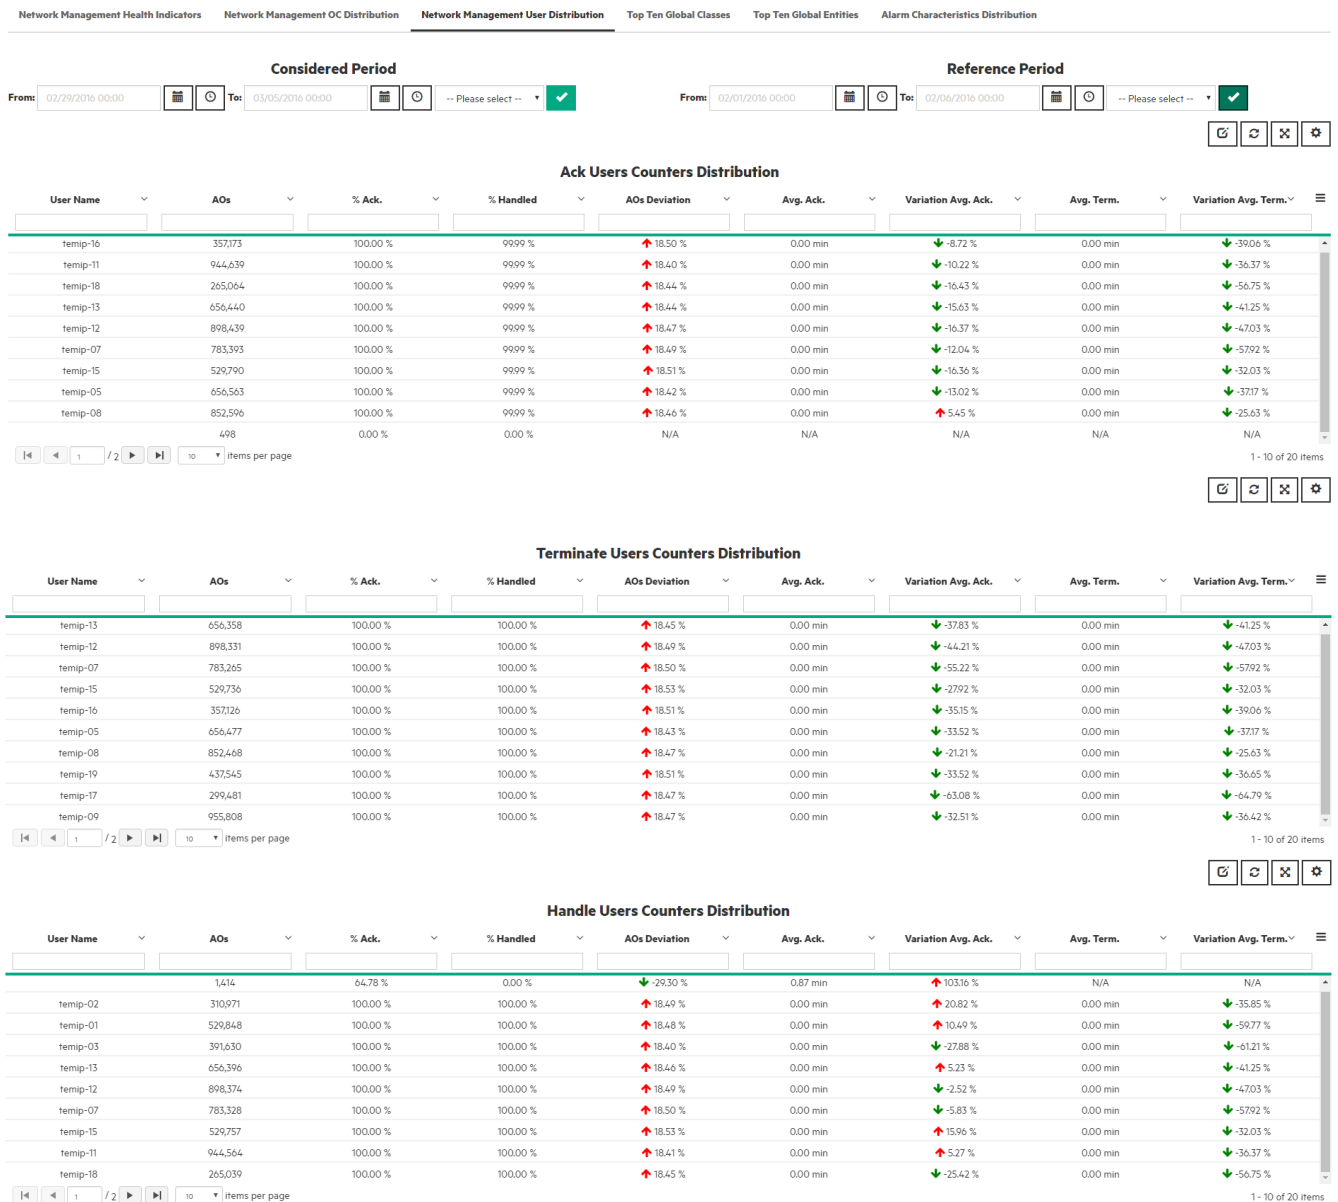 Network Management Health Indicators Network Management OC Distribution Network Management User Distribution Top Ten Global Classes Top Ten Global Entities Alarm Characteristics Distribution
Considered Period Reference Period
From: 02/29/2016 00:00 To: 03/05/2016 00:00 -- Please select -- From: 02/01/2016 00:00 To: 02/06/2016 00:00 -- Please select --
Ack Users Counters Distribution
User Name AOs % Ack. % Handled AOs Deviation Avg. Ack. Variation Avg. Ack. Avg. Term. Variation Avg. Term.
temip-16 357,173 100.00 % 99.99 % 18.50 % 0.00 min -8.72 % 0.00 min -39.06 %
temip-11 944,639 100.00 % 99.99 % 18.40 % 0.00 min -10.22 % 0.00 min -36.37 %
temip-18 265,064 100.00 % 99.99 % 18.44 % 0.00 min -16.43 % 0.00 min -56.75 %
temip-13 656,440 100.00 % 99.99 % 18.44 % 0.00 min -15.63 % 0.00 min -41.25 %
temip-12 898,439 100.00 % 99.99 % 18.47 % 0.00 min -16.37 % 0.00 min -47.03 %
temip-07 783,393 100.00 % 99.99 % 18.49 % 0.00 min -12.04 % 0.00 min -57.92 %
temip-15 529,790 100.00 % 99.99 % 18.51 % 0.00 min -16.36 % 0.00 min -32.03 %
temip-05 656,563 100.00 % 99.99 % 18.42 % 0.00 min -13.02 % 0.00 min -37.17 %
temip-08 852,596 100.00 % 99.99 % 18.46 % 0.00 min 5.45 % 0.00 min -25.63 %
498 0.00 % 0.00 % N/A N/A N/A N/A N/A
1 / 2 10 items per page 1 - 10 of 20 items
Terminate Users Counters Distribution
User Name AOs % Ack. % Handled AOs Deviation Avg. Ack. Variation Avg. Ack. Avg. Term. Variation Avg. Term.
temip-13 656,358 100.00 % 100.00 % 18.45 % 0.00 min -37.83 % 0.00 min -41.25 %
temip-12 898,331 100.00 % 100.00 % 18.49 % 0.00 min -44.21 % 0.00 min -47.03 %
temip-07 783,265 100.00 % 100.00 % 18.50 % 0.00 min -55.22 % 0.00 min -57.92 %
temip-15 529,736 100.00 % 100.00 % 18.53 % 0.00 min -27.92 % 0.00 min -32.03 %
temip-16 357,126 100.00 % 100.00 % 18.51 % 0.00 min -35.15 % 0.00 min -39.06 %
temip-05 656,477 100.00 % 100.00 % 18.43 % 0.00 min -33.52 % 0.00 min -37.17 %
temip-08 852,468 100.00 % 100.00 % 18.47 % 0.00 min -21.21 % 0.00 min -25.63 %
temip-19 437,545 100.00 % 100.00 % 18.51 % 0.00 min -33.52 % 0.00 min -36.65 %
temip-17 299,481 100.00 % 100.00 % 18.47 % 0.00 min -63.08 % 0.00 min -64.79 %
temip-09 955,808 100.00 % 100.00 % 18.47 % 0.00 min -32.51 % 0.00 min -36.42 %
1 / 2 10 items per page 1 - 10 of 20 items
Handle Users Counters Distribution
User Name AOs % Ack. % Handled AOs Deviation Avg. Ack. Variation Avg. Ack. Avg. Term. Variation Avg. Term.
1,414 64.78 % 0.00 % -29.30 % 0.87 min 103.16 % N/A N/A
temip-02 310,971 100.00 % 100.00 % 18.49 % 0.00 min 20.82 % 0.00 min -35.85 %
temip-01 529,848 100.00 % 100.00 % 18.48 % 0.00 min 10.49 % 0.00 min -59.77 %
temip-03 391,630 100.00 % 100.00 % 18.40 % 0.00 min -27.88 % 0.00 min -61.21 %
temip-13 656,396 100.00 % 100.00 % 18.46 % 0.00 min 5.23 % 0.00 min -41.25 %
temip-12 898,374 100.00 % 100.00 % 18.49 % 0.00 min -2.52 % 0.00 min -47.03 %
temip-07 783,328 100.00 % 100.00 % 18.50 % 0.00 min -5.83 % 0.00 min -57.92 %
temip-15 529,757 100.00 % 100.00 % 18.53 % 0.00 min 15.96 % 0.00 min -32.03 %
temip-11 944,564 100.00 % 100.00 % 18.41 % 0.00 min 5.27 % 0.00 min -36.37 %
temip-18 265,039 100.00 % 100.00 % 18.45 % 0.00 min -25.42 % 0.00 min -56.75 %
1 / 2 10 items per page 1 - 10 of 20 items